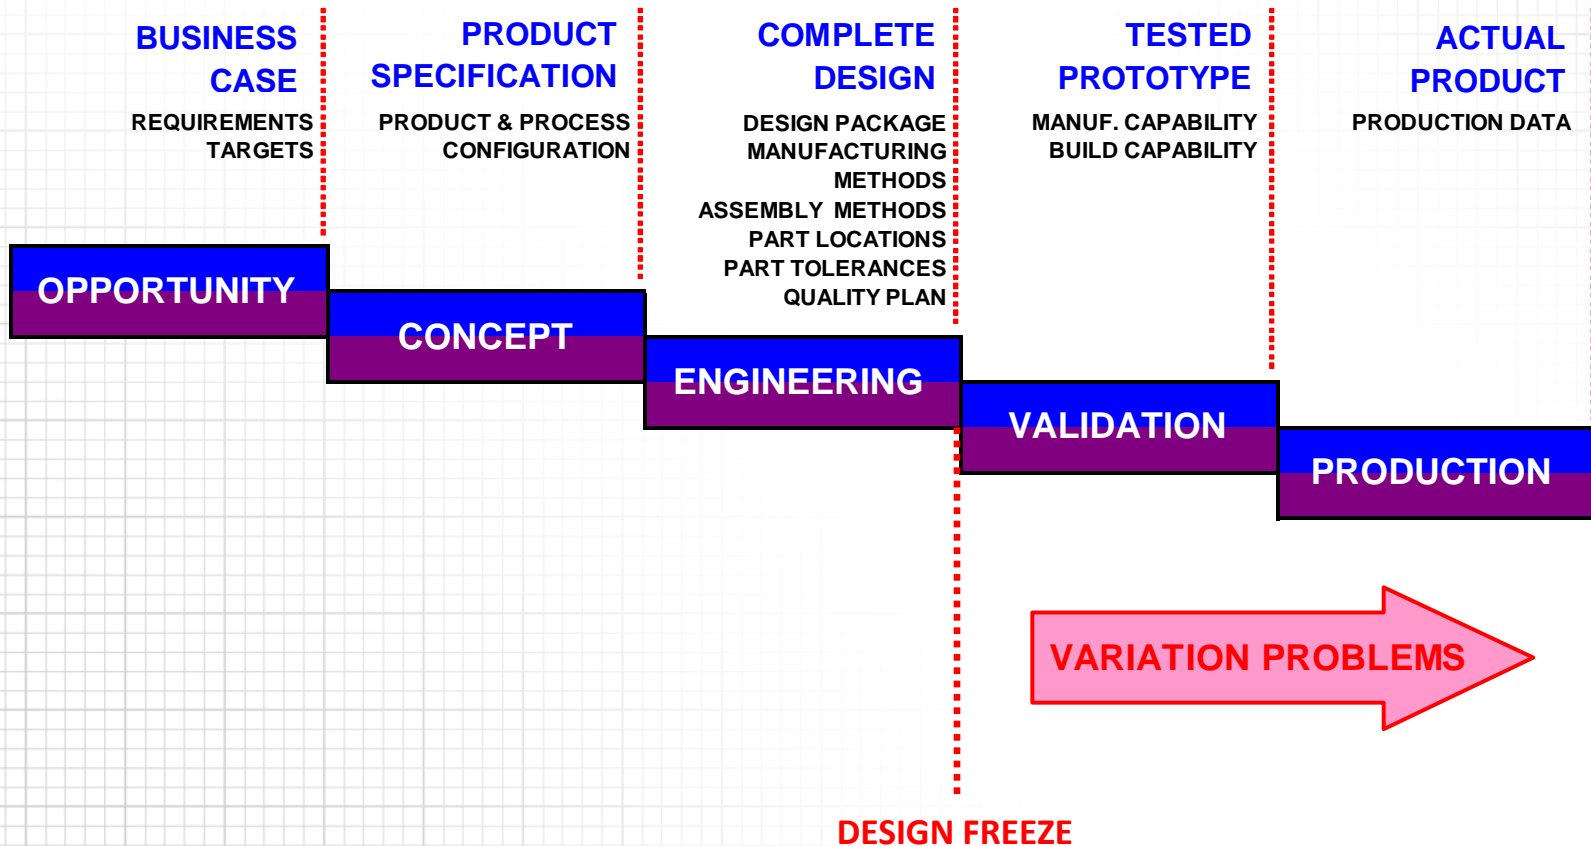 BUSINESS
CASE
REQUIREMENTS
TARGETS
PRODUCT
SPECIFICATION
PRODUCT & PROCESS
CONFIGURATION
COMPLETE
DESIGN
DESIGN PACKAGE
MANUFACTURING
METHODS
ASSEMBLY METHODS
PART LOCATIONS
PART TOLERANCES
QUALITY PLAN
TESTED
PROTOTYPE
MANUF. CAPABILITY
BUILD CAPABILITY
ACTUAL
PRODUCT
PRODUCTION DATA
OPPORTUNITY
CONCEPT
ENGINEERING
VALIDATION
PRODUCTION
VARIATION PROBLEMS
DESIGN FREEZE